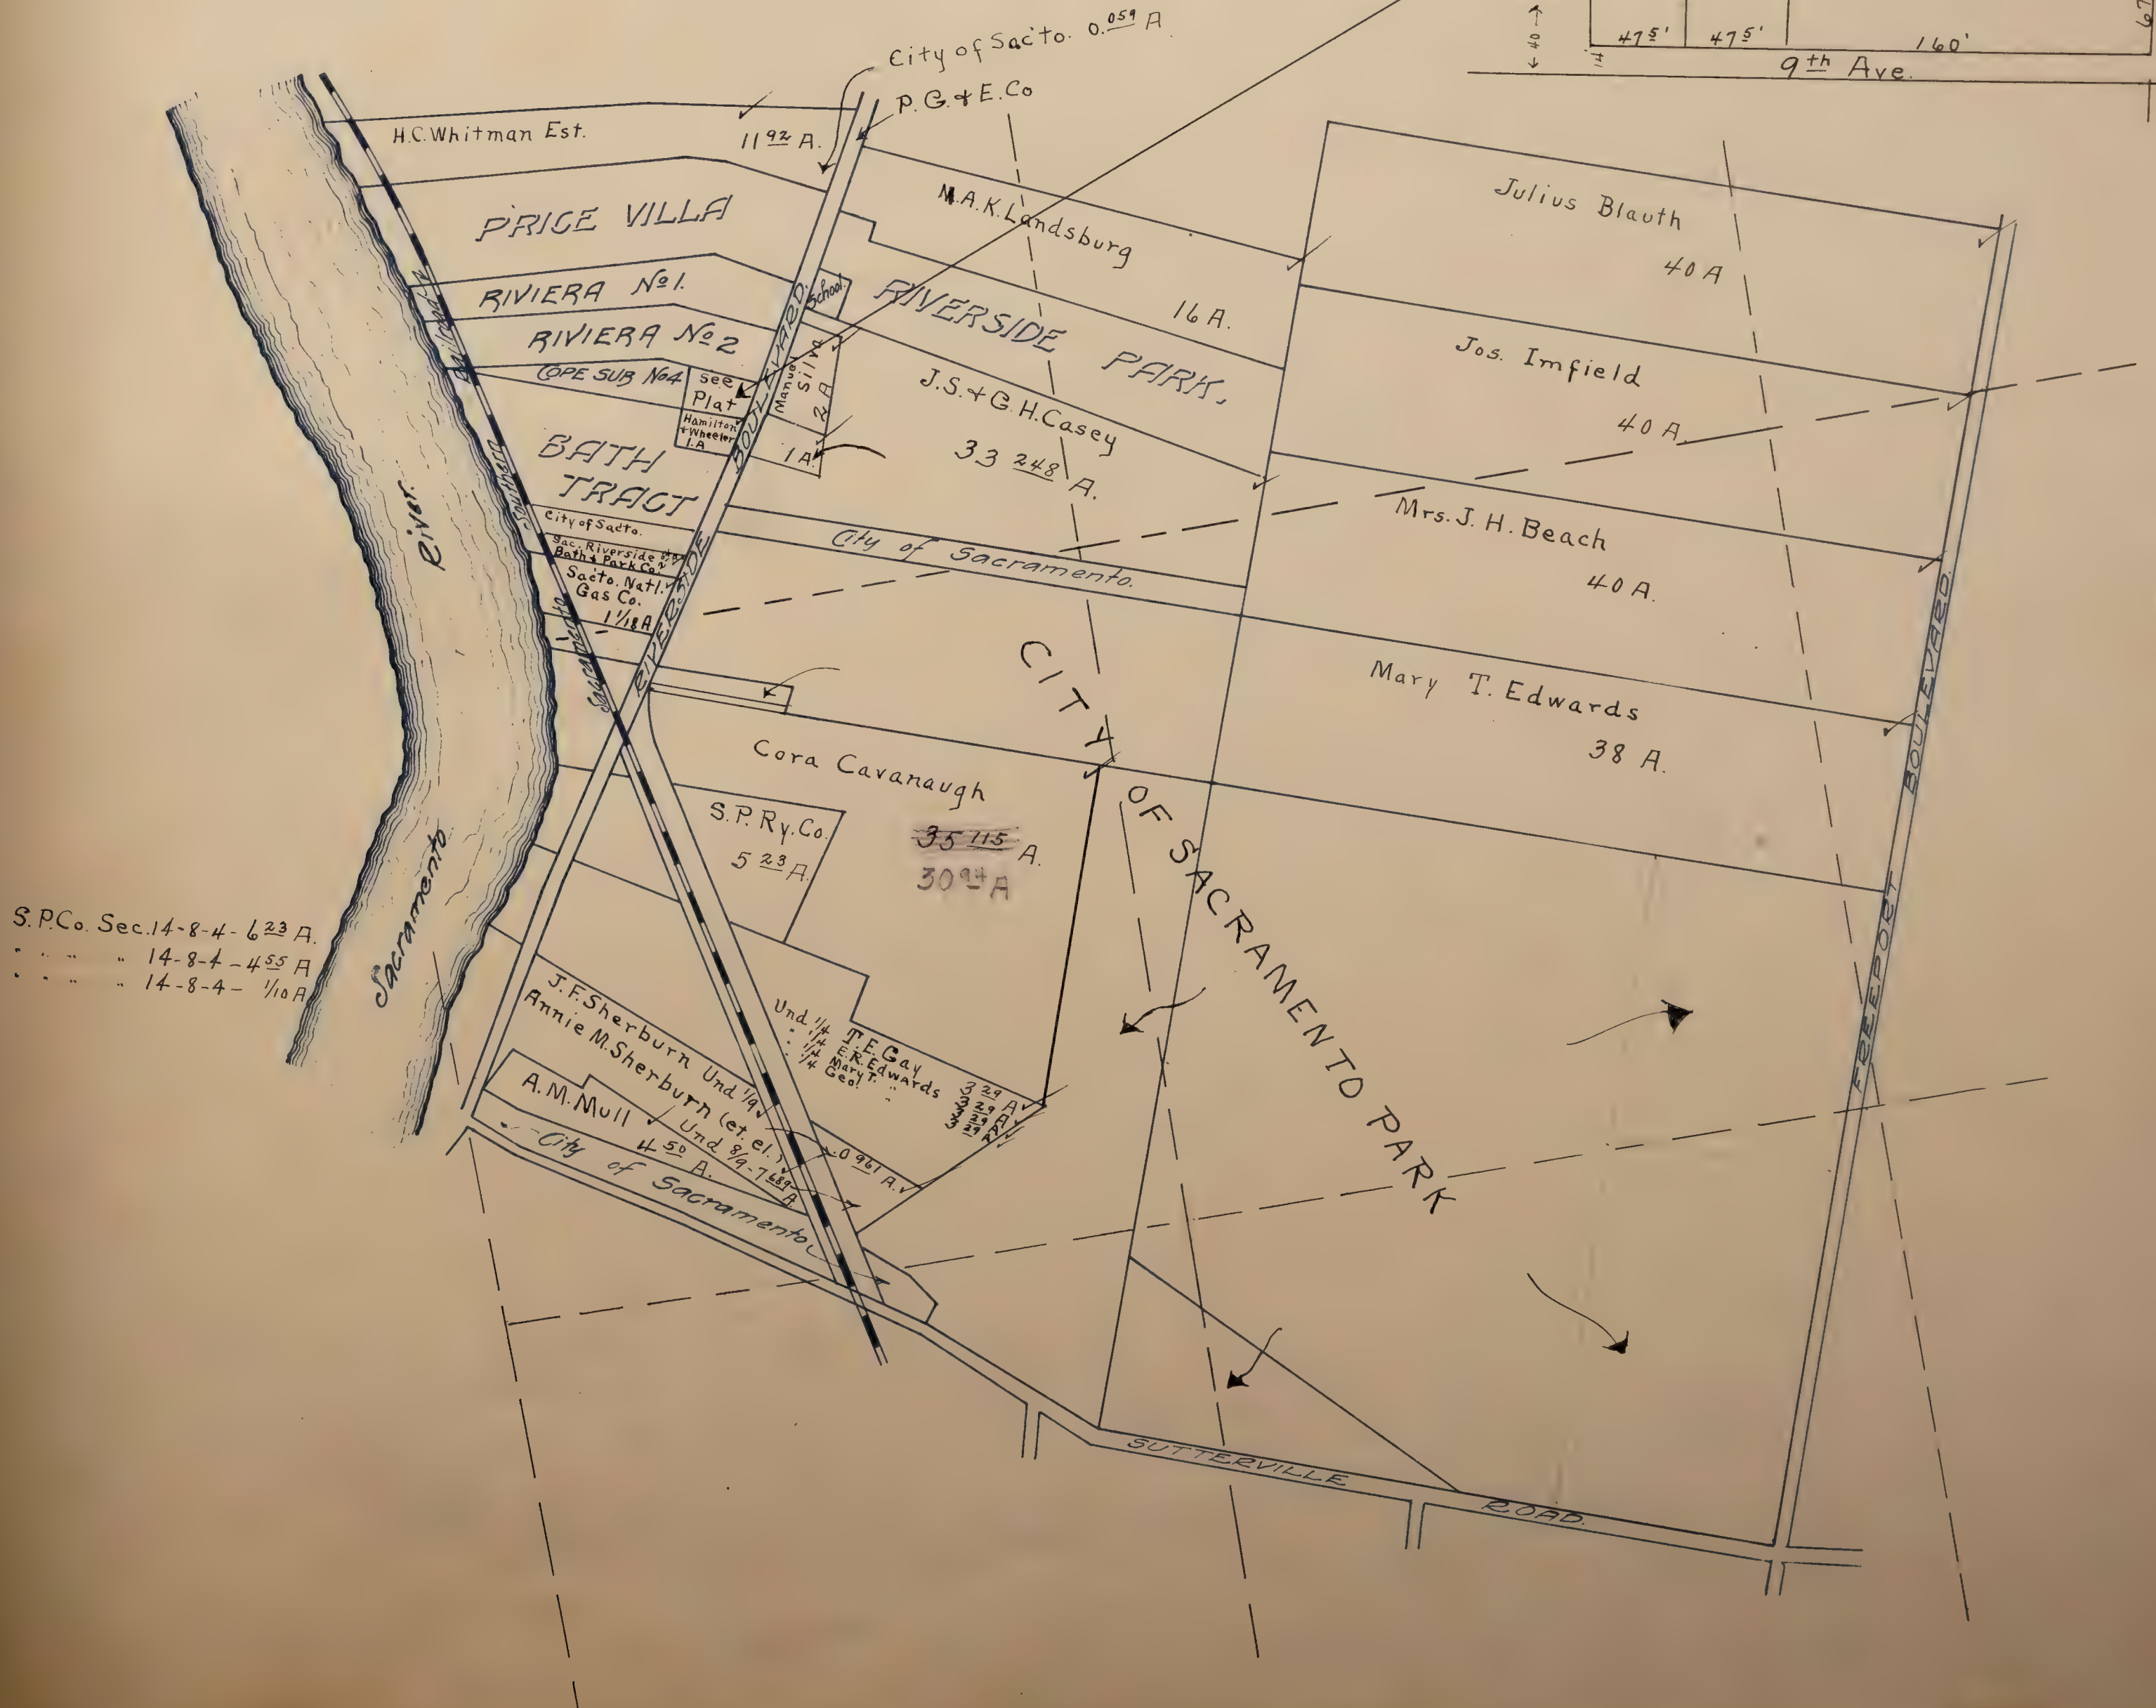 City of Sac'to. 0.059 A
P.G. & E. Co
47 5'
47 5'
160'
67
40
9th Ave.
H.C. Whitman Est.
11 92 A.
PRICE VILLA
RIVIERA No 1.
RIVIERA No 2
COPE SUB No 4
see
Plat
Hamilton
& Wheeler
1. A
BATH
TRACT
City of Sacto.
Sac. Riverside
Bath & Park Co.
Sacto. Natl.
Gas Co.
1 1/18 A
School.
Manuel
Silva
2 A
1 A.
M.A.K. Landsburg
16 A.
RIVERSIDE PARK.
J.S. & G.H. Casey
33 248 A.
City of Sacramento.
Julius Blauth
40 A
Jos. Imfield
40 A.
Mrs. J. H. Beach
40 A.
Mary T. Edwards
38 A.
RIVERSIDE BOULEVARD.
FREEPORT BOULEVARD.
Sacramento Southern Railroad
Sacramento River.
Cora Cavanaugh
35 115 A.
30 94 A
S. P. Ry. Co.
5 23 A.
CITY OF SACRAMENTO PARK
S. P. Co. Sec. 14-8-4- 6 23 A.
" " " " 14-8-4 - 4 55 A
" " " " 14-8-4 - 1/10 A
J.F. Sherburn Und 1/9
Annie M. Sherburn (et. el.)
Und 8/9 - 7 689 A
0 961 A.
A.M. Mull
4 50 A.
City of Sacramento
Und 1/4 T.E. Gay 3 29 A
" 1/4 E.R. Edwards 3 29 A
" 1/4 Mary T. " 3 29 A
" 1/4 Geo. " 3 29 A
SUTTERVILLE ROAD.